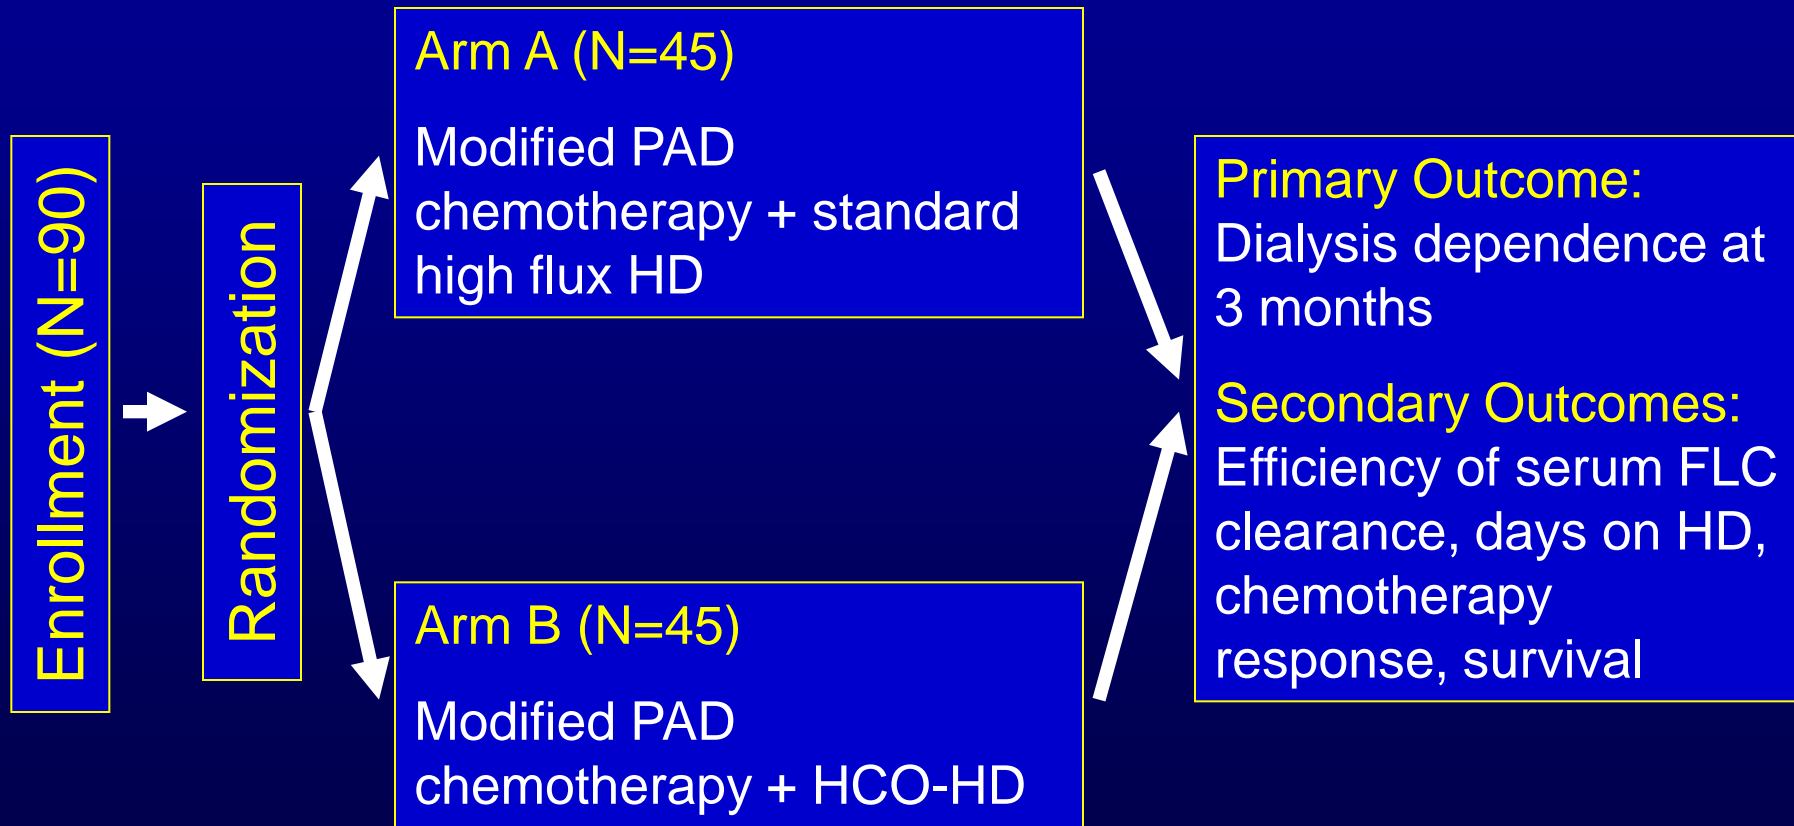 Enrollment (N=90)
Randomization
Arm A (N=45)
Modified PAD
chemotherapy + standard
high flux HD
Arm B (N=45)
Modified PAD
chemotherapy + HCO-HD
Primary Outcome:
Dialysis dependence at
3 months
Secondary Outcomes:
Efficiency of serum FLC
clearance, days on HD,
chemotherapy
response, survival